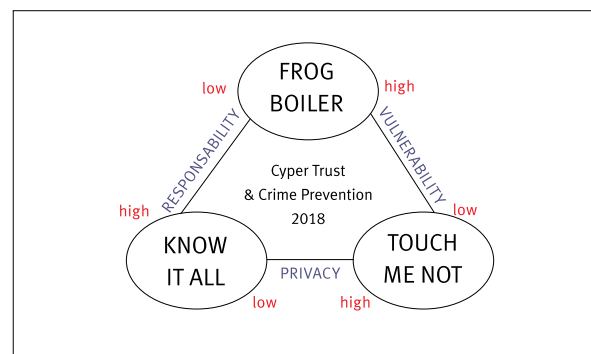 FROG
BOILER
low
high
RESPONSABILITY
VULNERABILITY
Cyper Trust
& Crime Prevention
2018
high
low
KNOW
IT ALL
TOUCH
ME NOT
PRIVACY
low
high